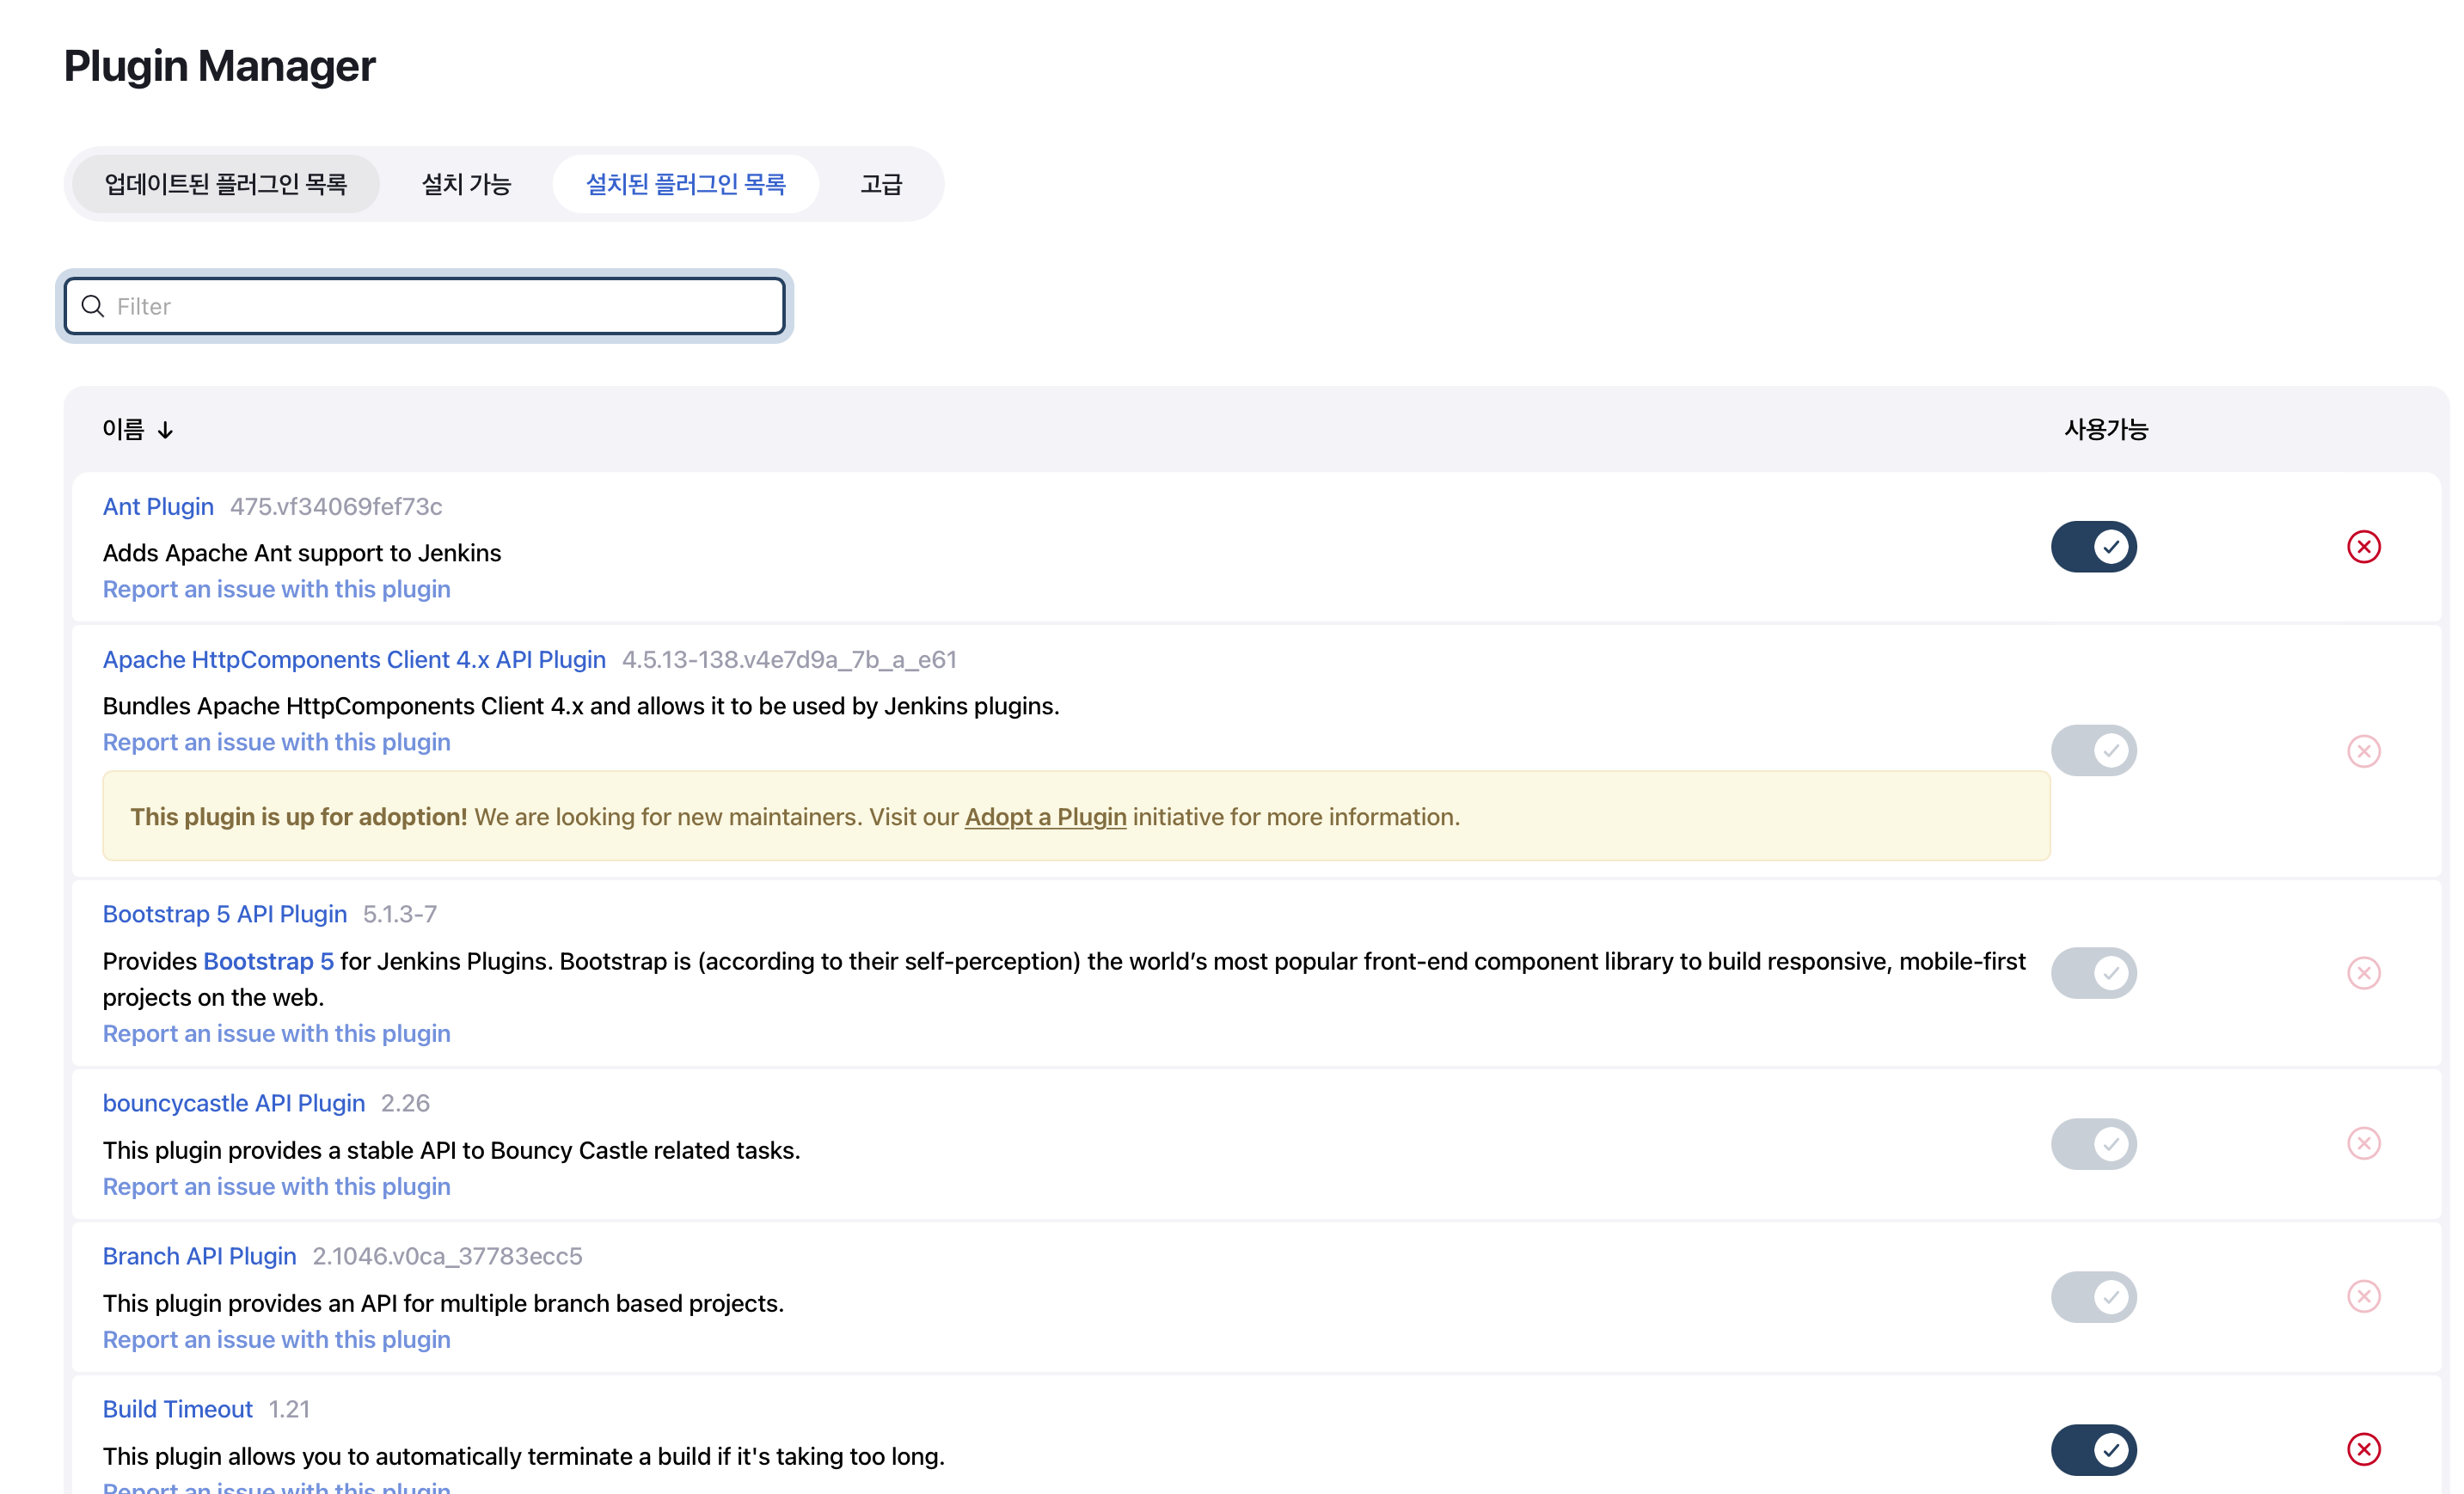 Plugin Manager
업데이트된 플러그인 목록 설치 가능 설치된 플러그인 목록 고급
Filter
이름 ↓ 사용가능
Ant Plugin 475.vf34069fef73c
Adds Apache Ant support to Jenkins
Report an issue with this plugin
Apache HttpComponents Client 4.x API Plugin 4.5.13-138.v4e7d9a_7b_a_e61
Bundles Apache HttpComponents Client 4.x and allows it to be used by Jenkins plugins.
Report an issue with this plugin
This plugin is up for adoption! We are looking for new maintainers. Visit our Adopt a Plugin initiative for more information.
Bootstrap 5 API Plugin 5.1.3-7
Provides Bootstrap 5 for Jenkins Plugins. Bootstrap is (according to their self-perception) the world’s most popular front-end component library to build responsive, mobile-first
projects on the web.
Report an issue with this plugin
bouncycastle API Plugin 2.26
This plugin provides a stable API to Bouncy Castle related tasks.
Report an issue with this plugin
Branch API Plugin 2.1046.v0ca_37783ecc5
This plugin provides an API for multiple branch based projects.
Report an issue with this plugin
Build Timeout 1.21
This plugin allows you to automatically terminate a build if it's taking too long.
Report an issue with this plugin